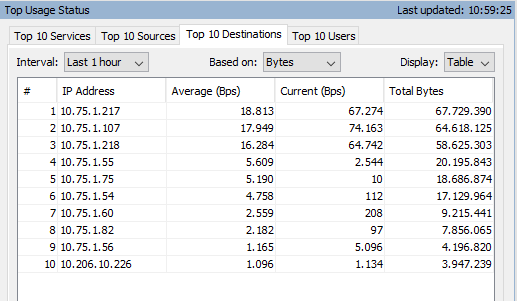 Top Usage Status Last updated: 10:59:25
Top 10 Services Top 10 Sources Top 10 Destinations Top 10 Users
Interval: Last 1 hour Based on: Bytes Display: Table
# IP Address Average (Bps) Current (Bps) Total Bytes
1 10.75.1.217 18.813 67.274 67.729.390
2 10.75.1.107 17.949 74.163 64.618.125
3 10.75.1.218 16.284 64.742 58.625.303
4 10.75.1.55 5.609 2.544 20.195.843
5 10.75.1.75 5.190 10 18.686.874
6 10.75.1.54 4.758 112 17.129.964
7 10.75.1.60 2.559 208 9.215.441
8 10.75.1.82 2.182 97 7.856.065
9 10.75.1.56 1.165 5.096 4.196.820
10 10.206.10.226 1.096 1.134 3.947.239